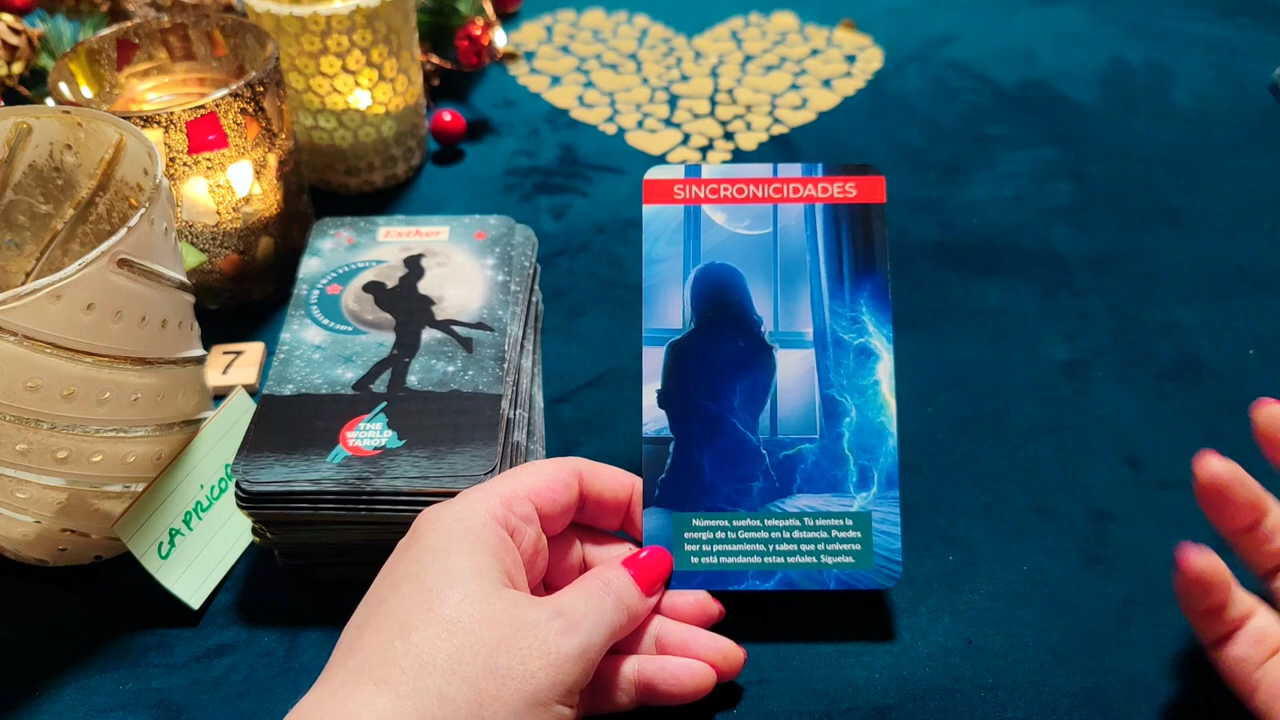 SINCRONICIDADES
Números, sueños, telepatía. Tú sientes la
energía de tu Gemelo en la distancia. Puedes
leer su pensamiento, y sabes que el universo
te está mandando estas señales. Síguelas.
Esther
THE
WORLD
TAROT
7
CAPRICOR